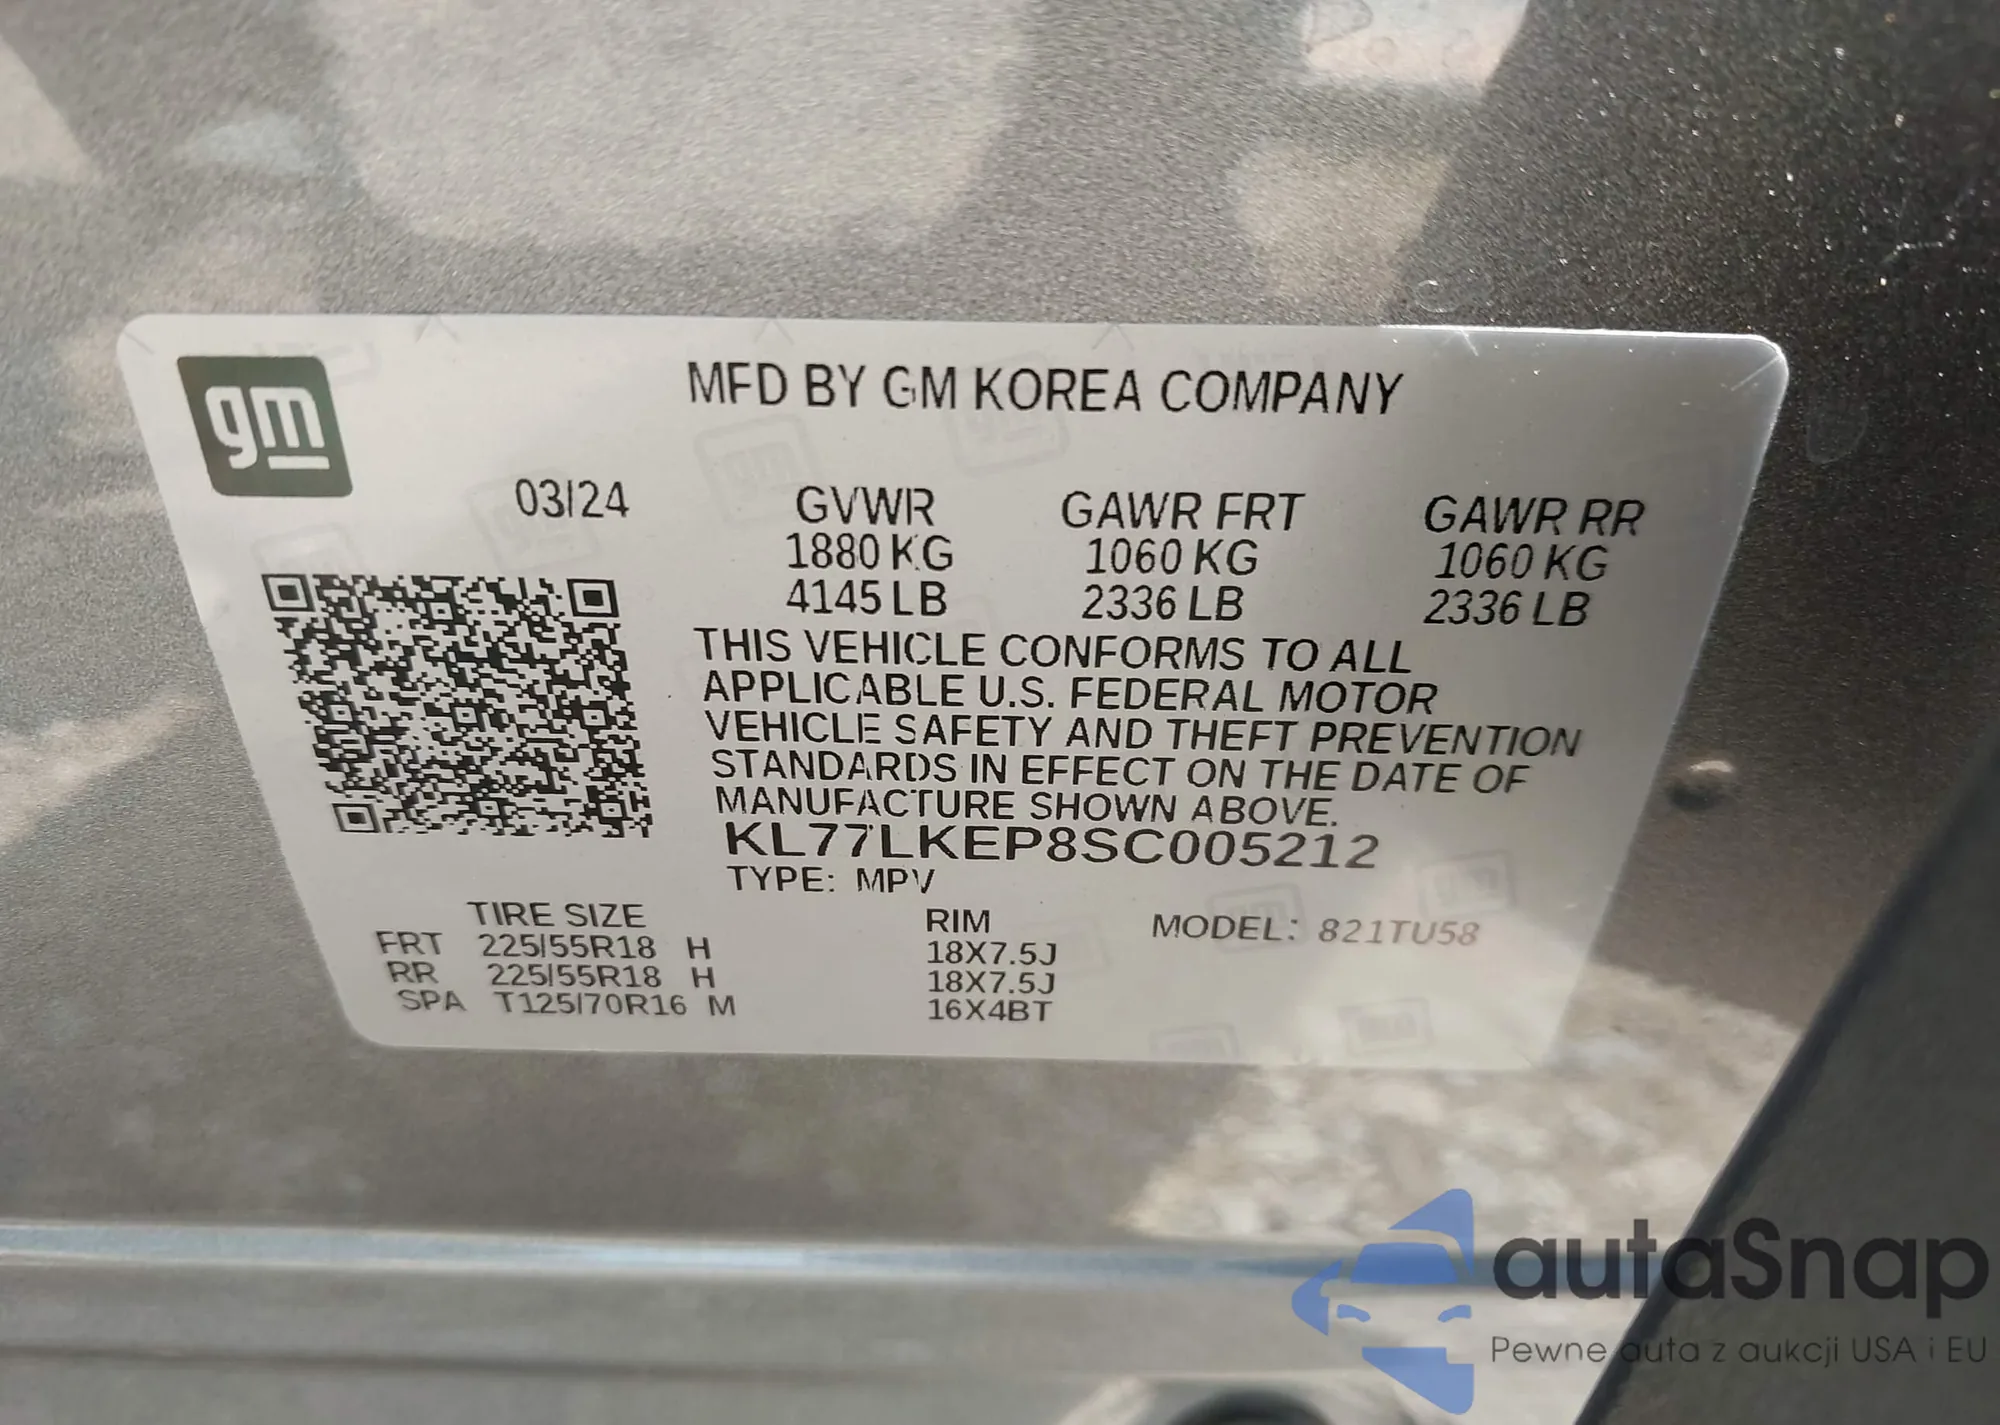 gm
MFD BY GM KOREA COMPANY
03/24 GVWR GAWR FRT GAWR RR
1880 KG 1060 KG 1060 KG
4145 LB 2336 LB 2336 LB
THIS VEHICLE CONFORMS TO ALL
APPLICABLE U.S. FEDERAL MOTOR
VEHICLE SAFETY AND THEFT PREVENTION
STANDARDS IN EFFECT ON THE DATE OF
MANUFACTURE SHOWN ABOVE.
KL77LKEP8SC005212
TYPE: MPV
TIRE SIZE RIM MODEL: 821TU58
FRT 225/55R18 H 18X7.5J
RR 225/55R18 H 18X7.5J
SPA T125/70R16 M 16X4BT
autaSnap
Pewne auta z aukcji USA i EU